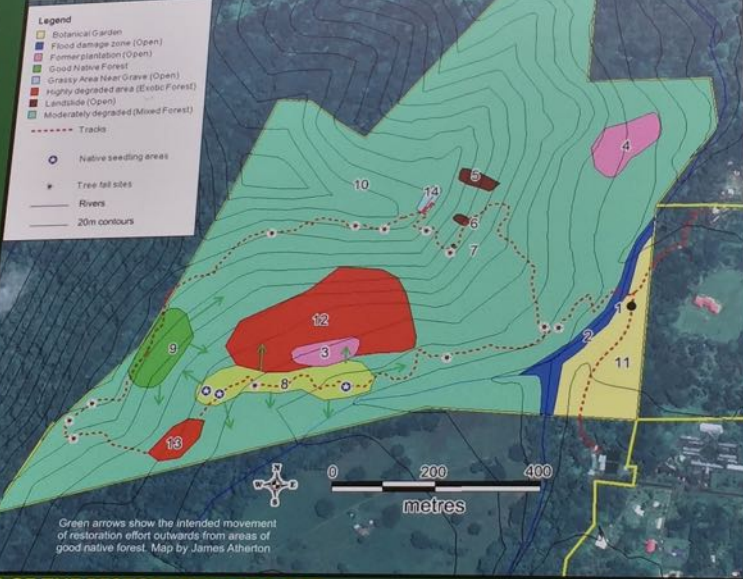 Legend
Botanical Garden
Flood damage zone (Open)
Former plantation (Open)
Good Native Forest
Grassy Area Near Grave (Open)
Highly degraded area (Exotic Forest)
Landslide (Open)
Moderately degraded (Mixed Forest)
Tracks
Native seedling areas
Tree fall sites
Rivers
20m contours
4
5
14
10
6
7
1
12
2
9
3
11
8
13
N
W E
S
0 200 400
metres
Green arrows show the intended movement
of restoration effort outwards from areas of
good native forest. Map by James Atherton